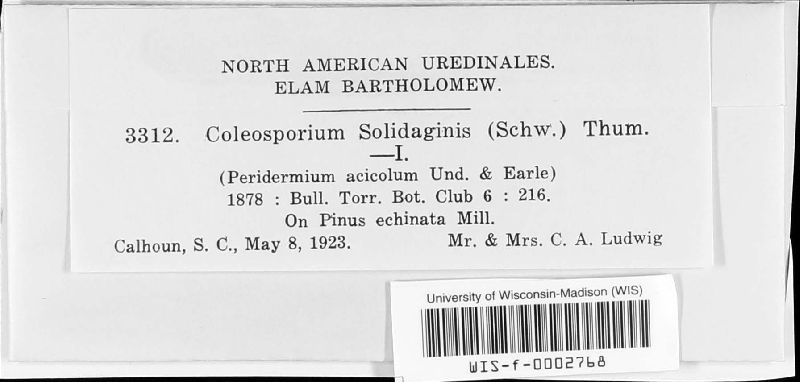 NORTH AMERICAN UREDINALES.
ELAM BARTHOLOMEW.
3312. Coleosporium Solidaginis (Schw.) Thum.
—I.
(Peridermium acicolum Und. & Earle)
1878 : Bull. Torr. Bot. Club 6 : 216.
On Pinus echinata Mill.
Calhoun, S. C., May 8, 1923. Mr. & Mrs. C. A. Ludwig
University of Wisconsin-Madison (WIS)
WIS-f-0002768